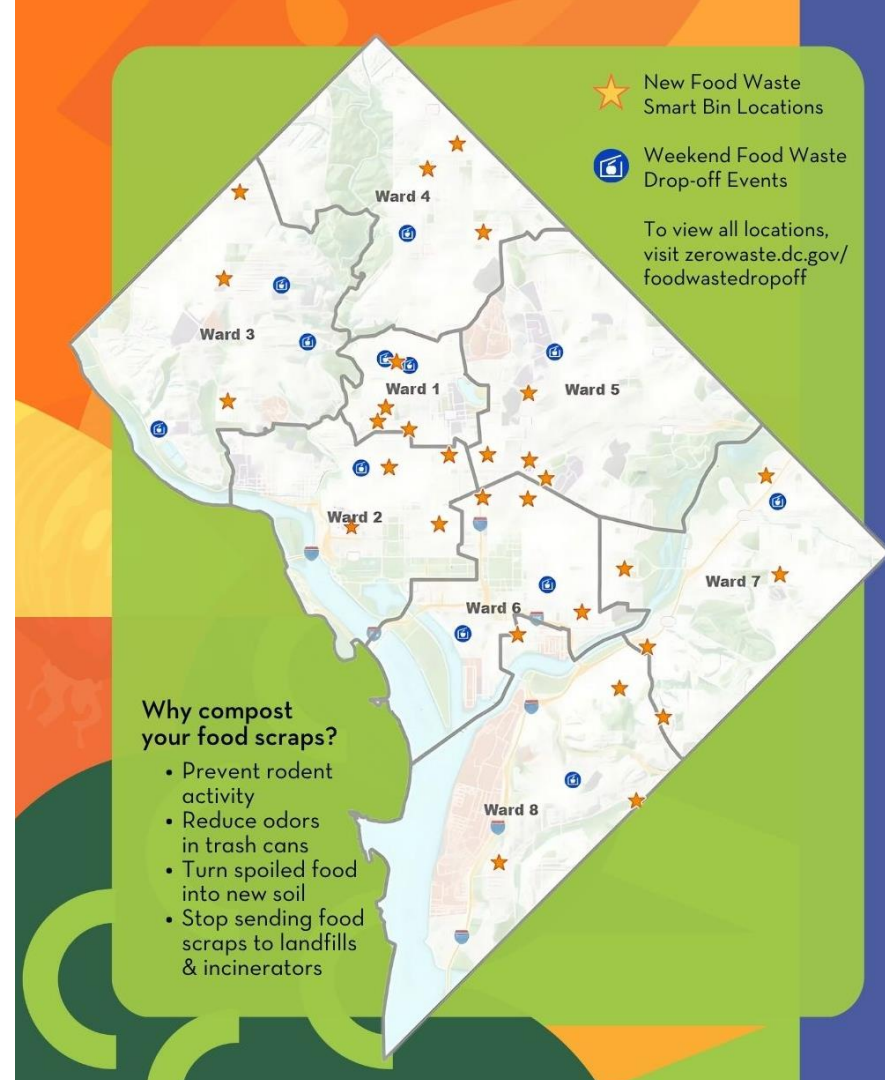 New Food Waste
Smart Bin Locations
Weekend Food Waste
Drop-off Events
To view all locations,
visit zerowaste.dc.gov/
foodwastedropoff
Ward 4
Ward 3
Ward 1
Ward 5
Ward 2
Ward 7
Ward 6
Ward 8
Why compost
your food scraps?
• Prevent rodent
activity
• Reduce odors
in trash cans
• Turn spoiled food
into new soil
• Stop sending food
scraps to landfills
& incinerators